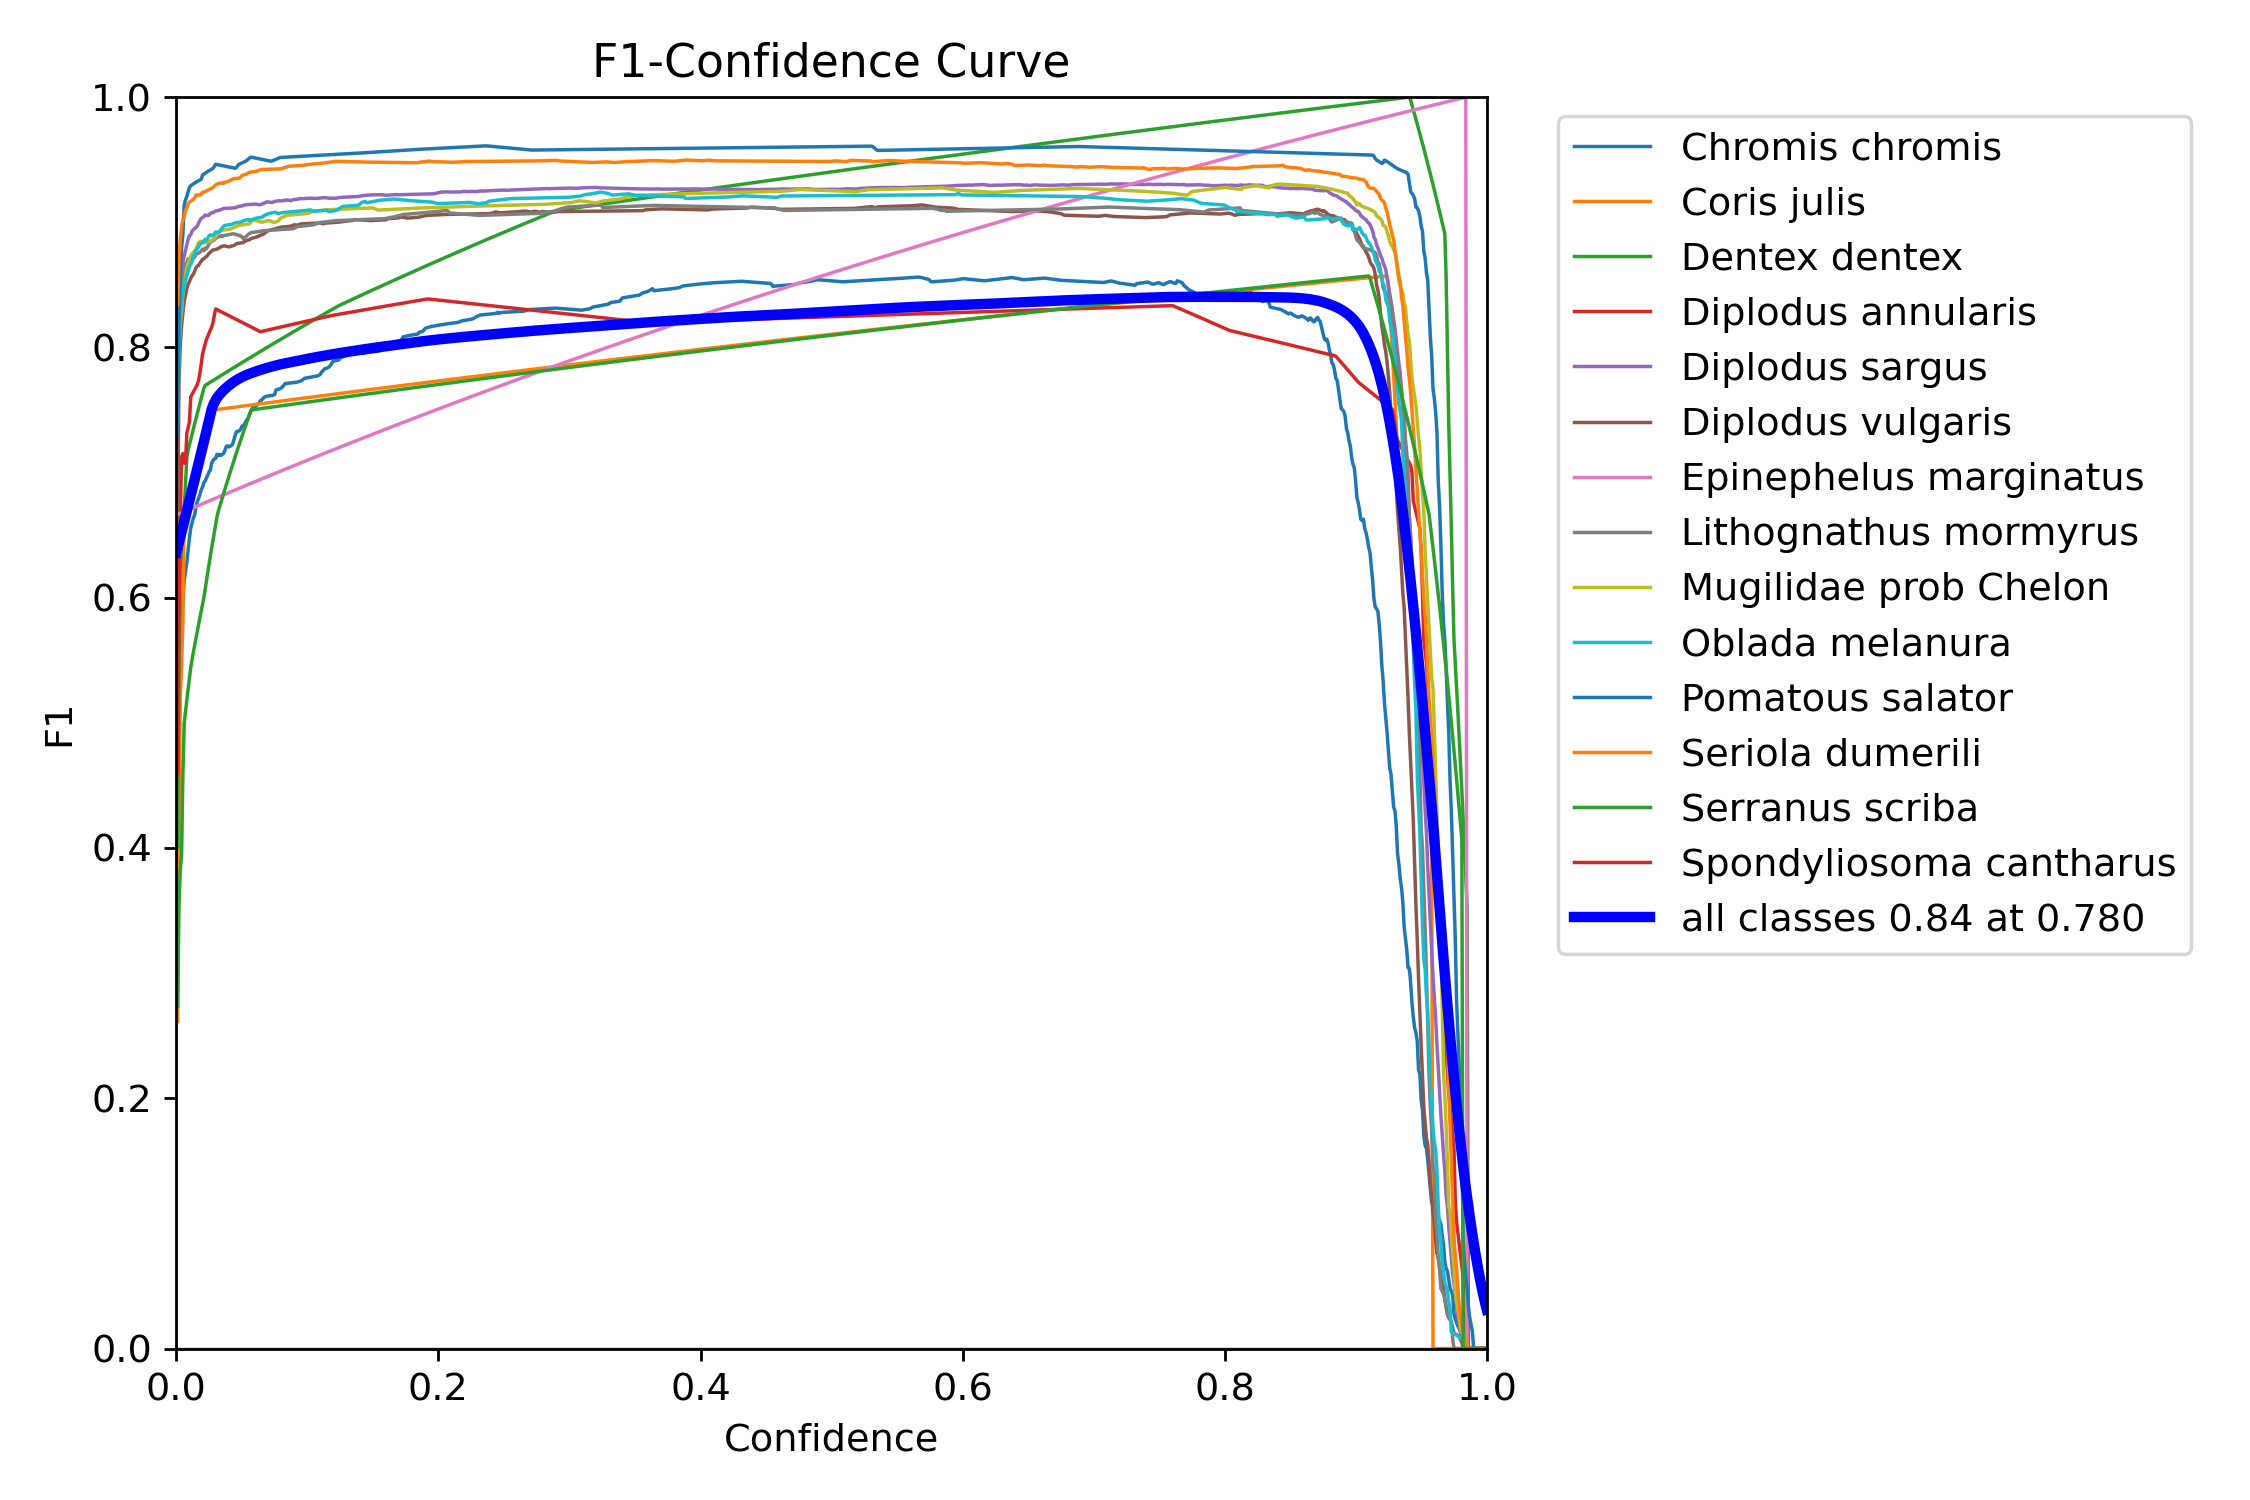 F1-Confidence Curve
1.0
0.8
0.6
0.4
0.2
0.0
F1
0.0 0.2 0.4 0.6 0.8 1.0
Confidence
Chromis chromis
Coris julis
Dentex dentex
Diplodus annularis
Diplodus sargus
Diplodus vulgaris
Epinephelus marginatus
Lithognathus mormyrus
Mugilidae prob Chelon
Oblada melanura
Pomatous salator
Seriola dumerili
Serranus scriba
Spondyliosoma cantharus
all classes 0.84 at 0.780